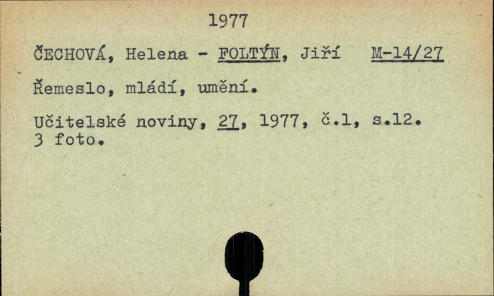 1977
ČECHOVÁ, Helena - FOLTÝN, Jiří M-14/27
Řemeslo, mládí, umění.
Učitelské noviny, 27, 1977, č.1, s.12.
3 foto.